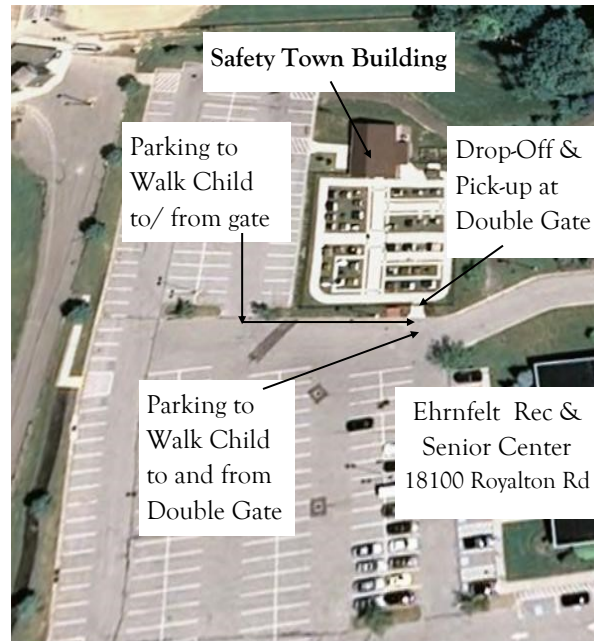 Safety Town Building
Parking to
Walk Child
to/ from gate
Drop-Off &
Pick-up at
Double Gate
Parking to
Walk Child
to and from
Double Gate
Ehrnfelt Rec &
Senior Center
18100 Royalton Rd